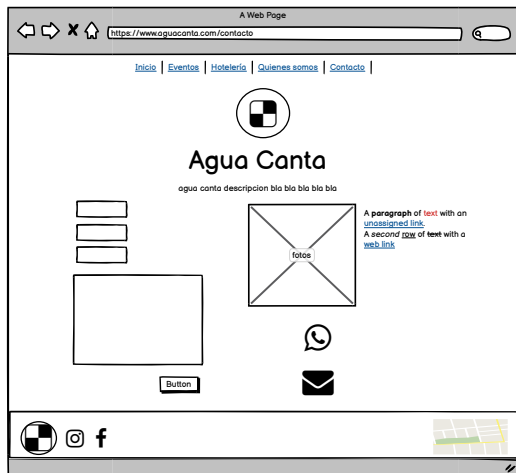 A Web Page
https://www.aguacanta.com/contacto
Inicio | Eventos | Hotelería | Quienes somos | Contacto |
Agua Canta
agua canta descripcion bla bla bla bla bla
fotos
A paragraph of text with an
unassigned link.
A second row of text with a
web link
Button